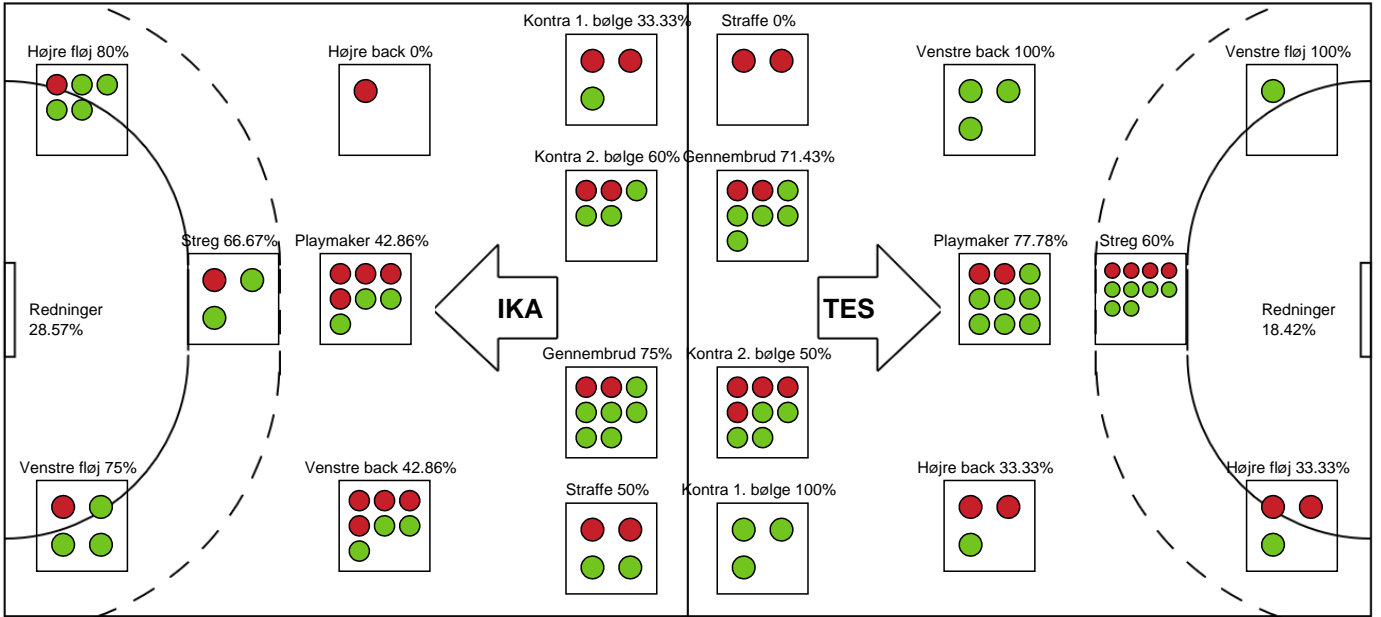 Kontra 1. bølge 33.33%
Straffe 0%
Højre fløj 80%
Højre back 0%
Venstre back 100%
Venstre fløj 100%
Kontra 2. bølge 60%
Gennembrud 71.43%
Streg 66.67%
Playmaker 42.86%
Playmaker 77.78%
Streg 60%
Redninger
28.57%
IKA
TES
Redninger
18.42%
Gennembrud 75%
Kontra 2. bølge 50%
Venstre fløj 75%
Venstre back 42.86%
Højre back 33.33%
Højre fløj 33.33%
Straffe 50%
Kontra 1. bølge 100%